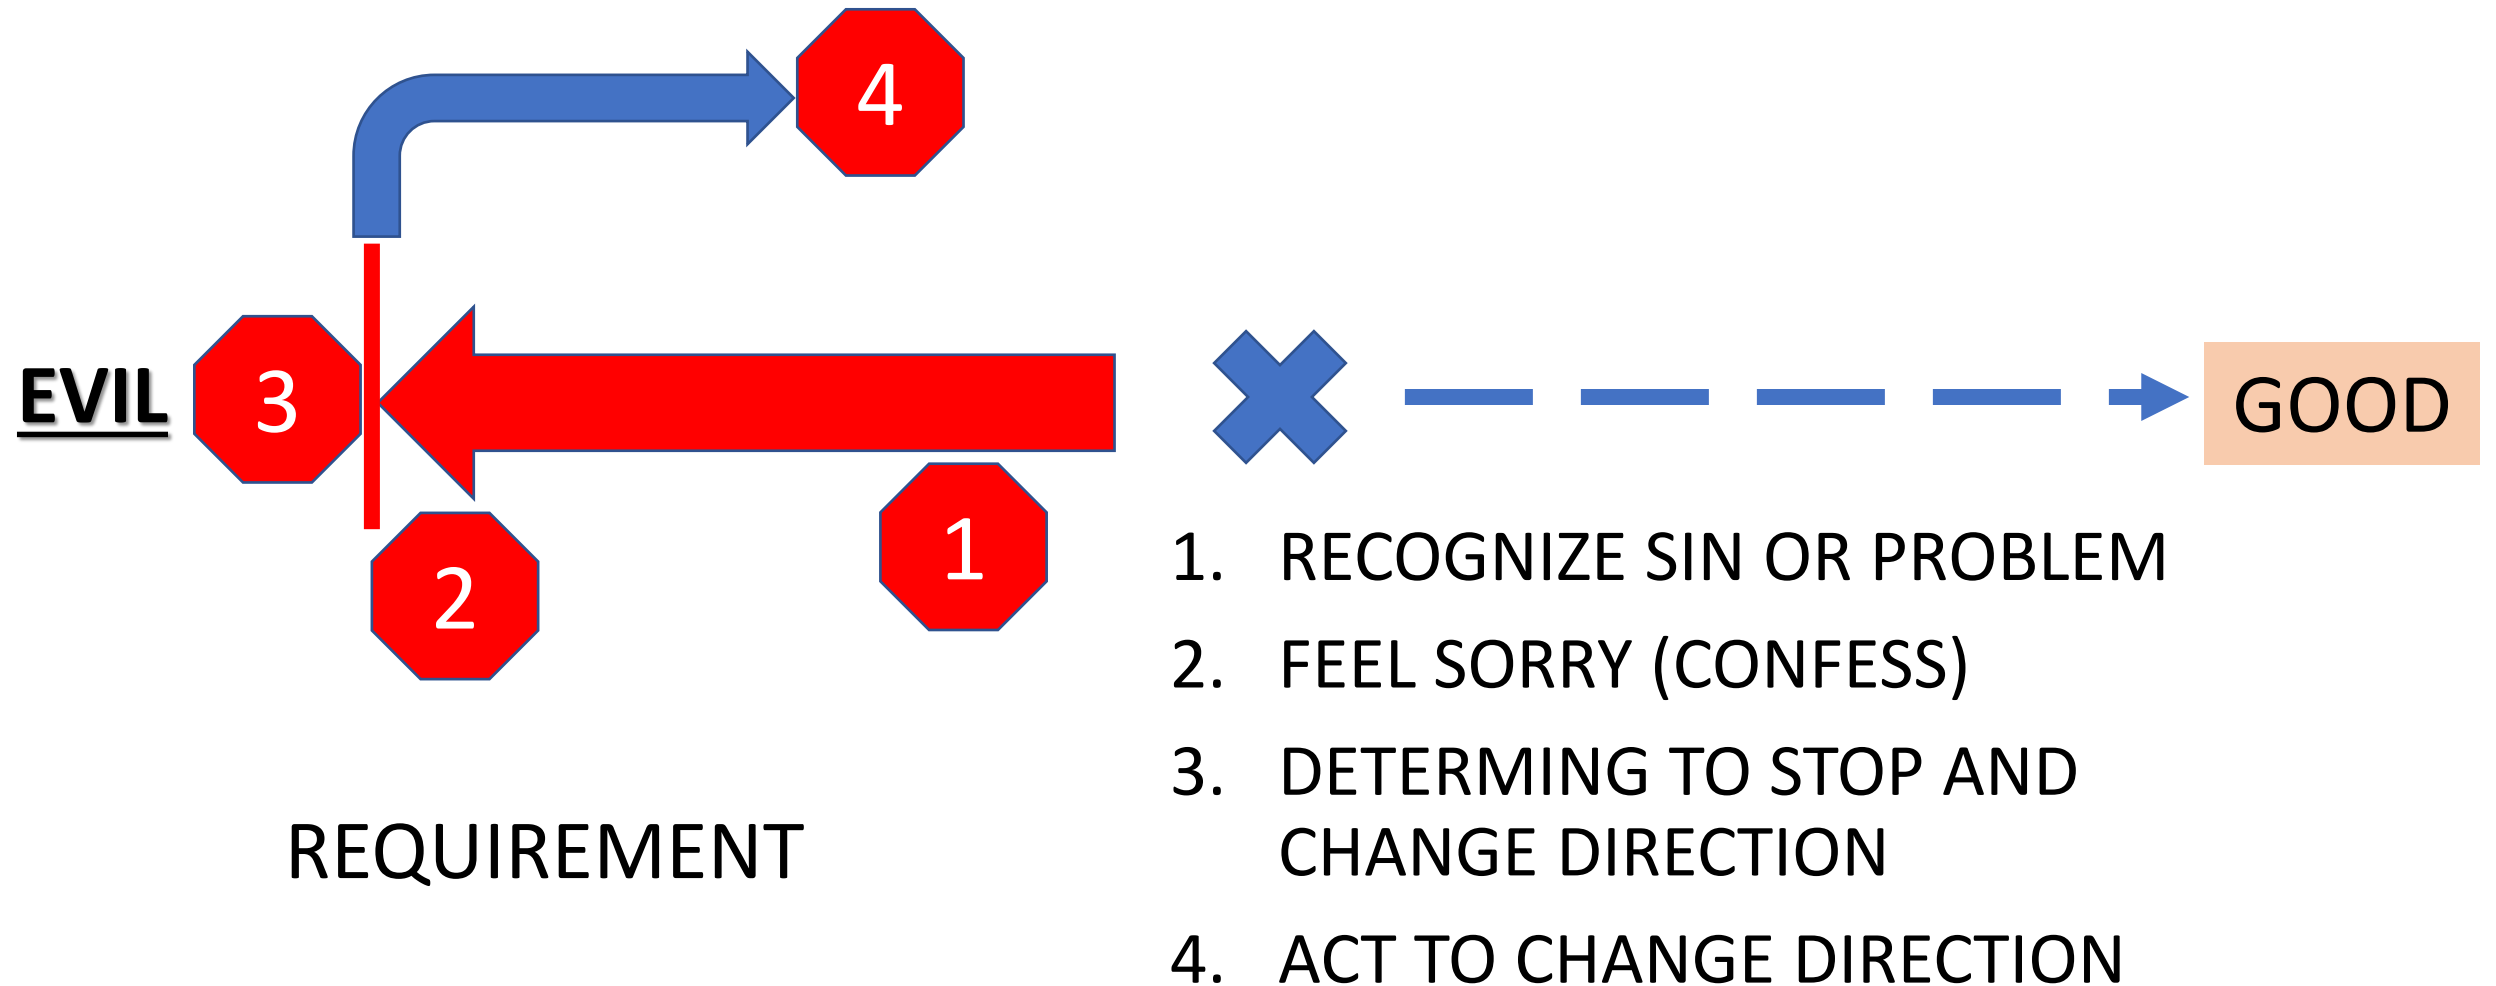 4
EVIL
3
GOOD
1
2
1. RECOGNIZE SIN OR PROBLEM
2. FEEL SORRY (CONFESS)
3. DETERMING TO STOP AND
CHANGE DIRECTION
REQUIREMENT
4. ACT TO CHANGE DIRECTION